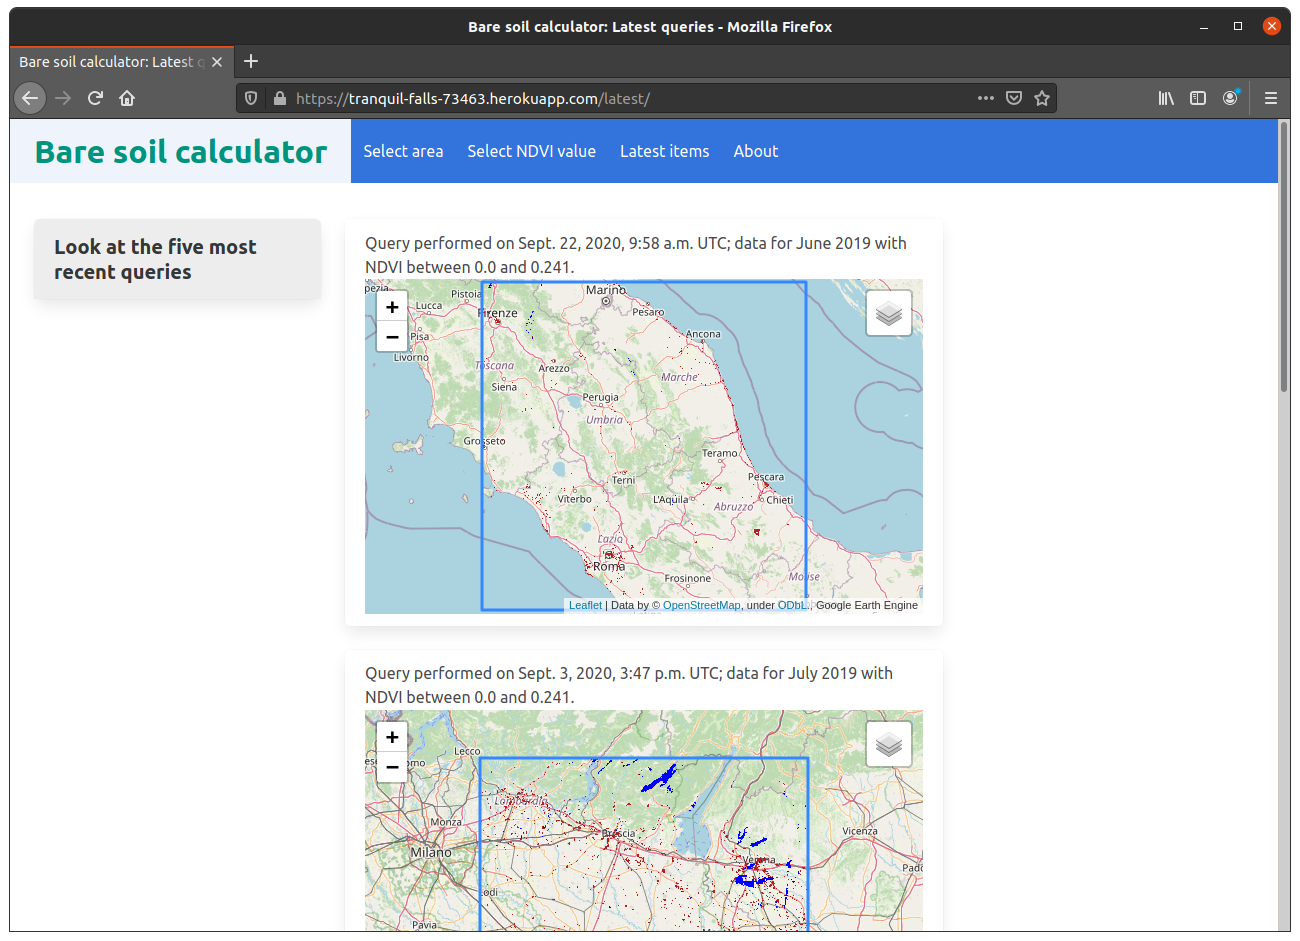 Bare soil calculator: Latest queries - Mozilla Firefox
Bare soil calculator: Latest q
https://tranquil-falls-73463.herokuapp.com/latest/
Bare soil calculator
Select area
Select NDVI value
Latest items
About
Look at the five most
recent queries
Query performed on Sept. 22, 2020, 9:58 a.m. UTC; data for June 2019 with
NDVI between 0.0 and 0.241.
+
−
pezia
Pistoia
Marino
Lucca
Firenze
Pesaro
Pisa
Ancona
Livorno
Toscana
Arezzo
Marche
Siena
Perugia
Umbria
Grosseto
Teramo
Terni
Pescara
Viterbo
L'Aquila
Chieti
Abruzzo
Lazio
Roma
Frosinone
Molise
Leaflet | Data by © OpenStreetMap, under ODbL., Google Earth Engine
Query performed on Sept. 3, 2020, 3:47 p.m. UTC; data for July 2019 with
NDVI between 0.0 and 0.241.
+
−
Lecco
omo
Lombardia
Monza
Brescia
Vicenza
Milano
Verona
Pado
odi
Pavia